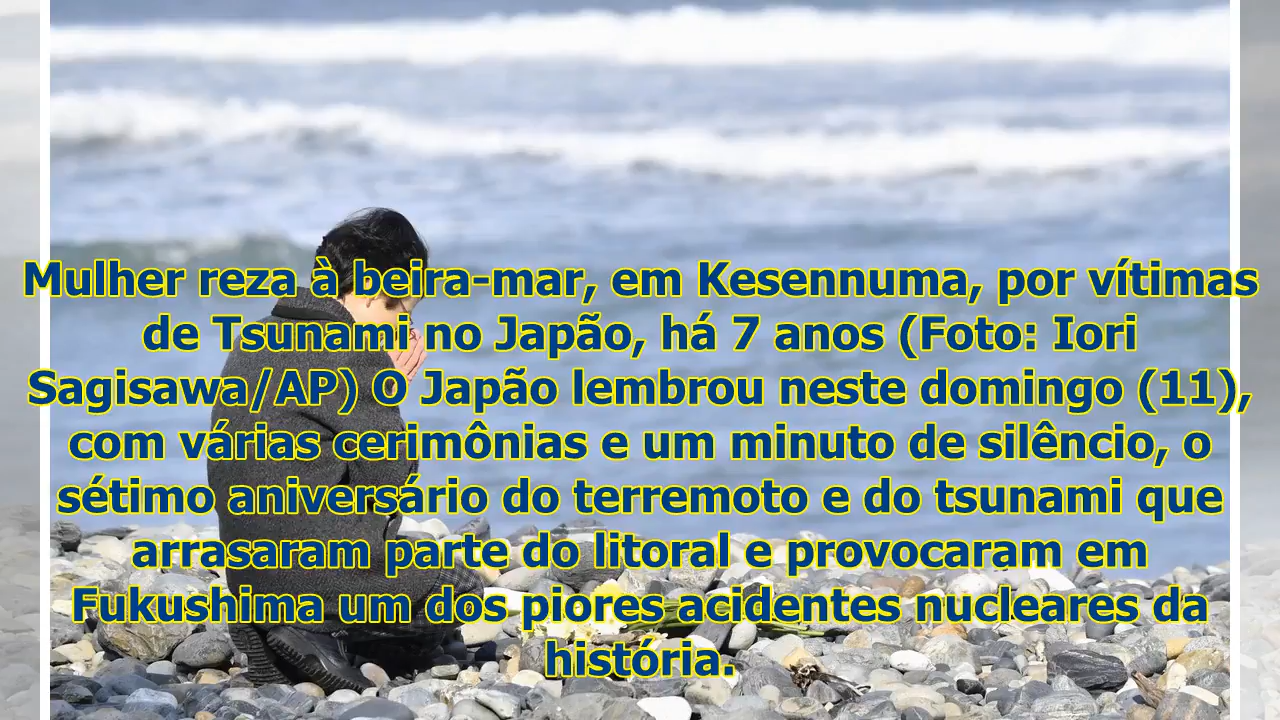 Mulher reza à beira-mar, em Kesennuma, por vítimas
de Tsunami no Japão, há 7 anos (Foto: Iori
Sagisawa/AP) O Japão lembrou neste domingo (11),
com várias cerimônias e um minuto de silêncio, o
sétimo aniversário do terremoto e do tsunami que
arrasaram parte do litoral e provocaram em
Fukushima um dos piores acidentes nucleares da
história.